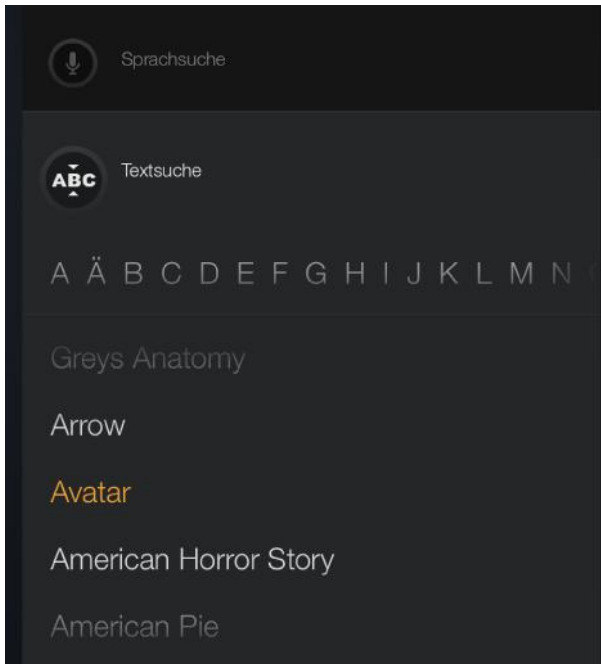 Sprachsuche
ABC
Textsuche
A Ä B C D E F G H I J K L M N
Greys Anatomy
Arrow
Avatar
American Horror Story
American Pie